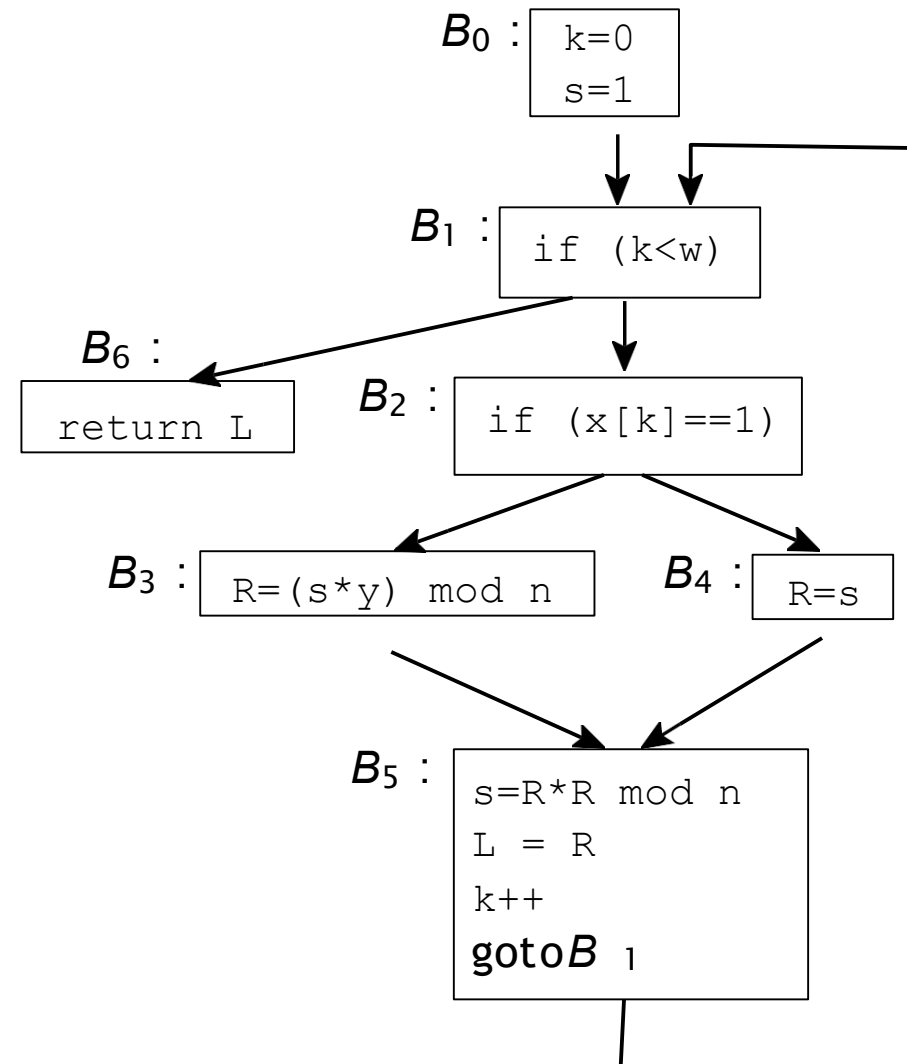 B0 :
k=0
s=1
B1 :
if (k<w)
B6 :
return L
B2 :
if (x[k]==1)
B3 :
R=(s*y) mod n
B4 :
R=s
B5 :
s=R*R mod n
L = R
k++
gotoB 1